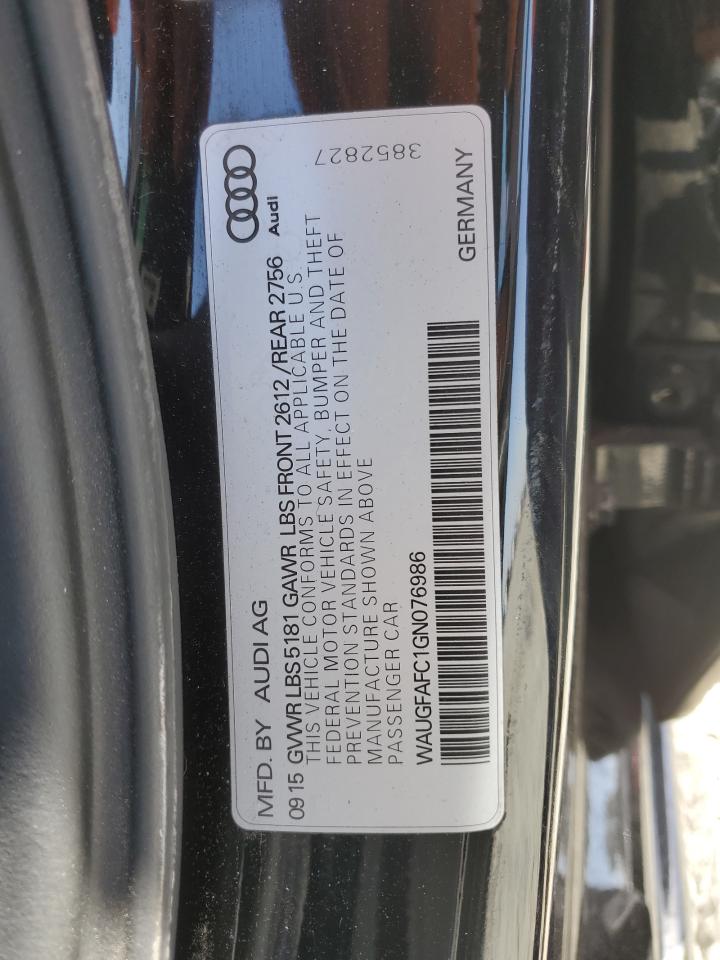 MFD. BY AUDI AG
Audi
09 15 GVWR LBS 5181 GAWR LBS FRONT 2612 /REAR 2756
THIS VEHICLE CONFORMS TO ALL APPLICABLE U.S.
FEDERAL MOTOR VEHICLE SAFETY, BUMPER AND THEFT
PREVENTION STANDARDS IN EFFECT ON THE DATE OF
MANUFACTURE SHOWN ABOVE
PASSENGER CAR
WAUGFAFC1GN076986
GERMANY
3852827